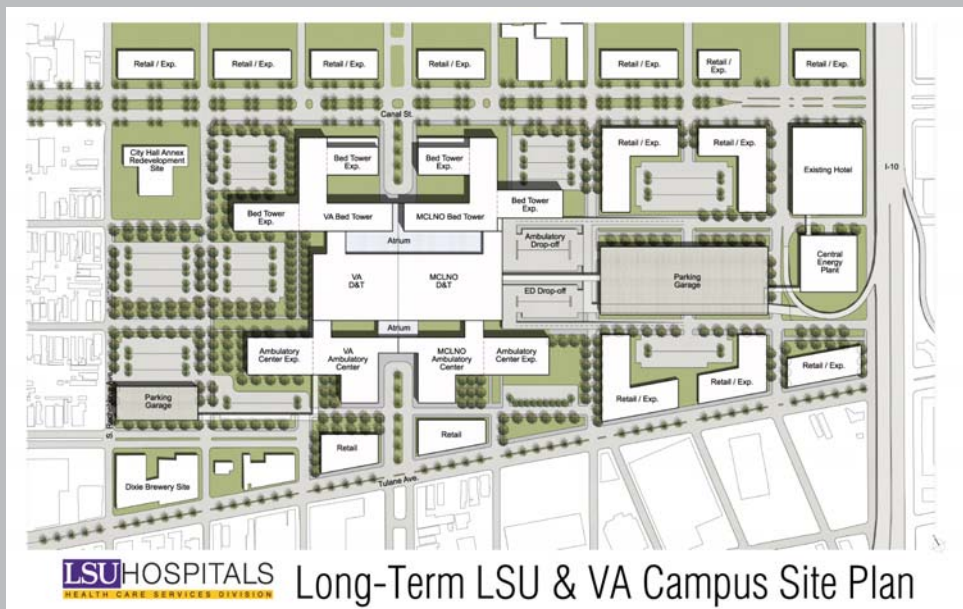 Retail / Exp.
Retail / Exp.
Retail / Exp.
Retail / Exp.
Retail / Exp.
Retail /
Exp.
Retail / Exp.
Canal St.
City Hall Annex
Redevelopment
Site
Bed Tower
Exp.
Bed Tower
Exp.
Retail / Exp.
Retail / Exp.
Existing Hotel
I-10
Bed Tower
Exp.
VA Bed Tower
MCLNO Bed Tower
Bed Tower
Exp.
Atrium
Ambulatory
Drop-off
VA
D&T
MCLNO
D&T
ED Drop-off
Parking
Garage
Central
Energy
Plant
Atrium
Ambulatory
Center Exp.
VA
Ambulatory
Center
MCLNO
Ambulatory
Center
Ambulatory
Center Exp.
Retail / Exp.
Retail / Exp.
Retail / Exp.
Parking
Garage
Retail
Retail
Dixie Brewery Site
Tulane Ave.
LSU HOSPITALS
HEALTH CARE SERVICES DIVISION
Long-Term LSU & VA Campus Site Plan